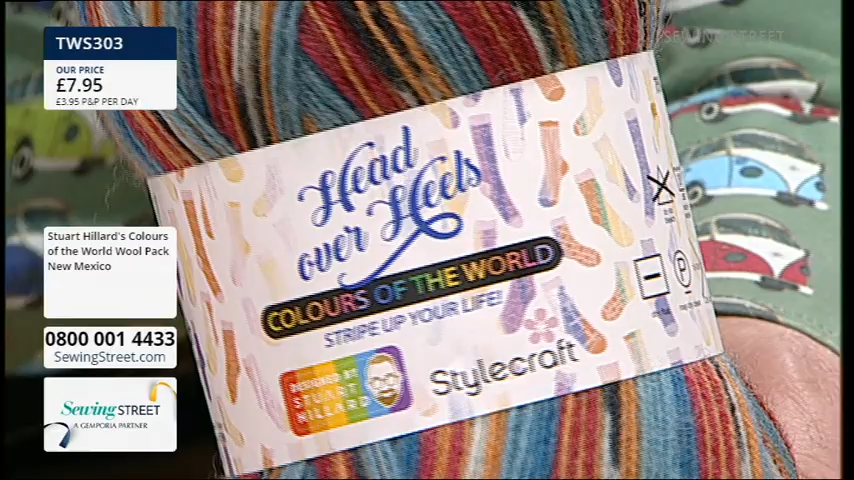 TWS303
OUR PRICE
£7.95
£3.95 P&P PER DAY
Stuart Hillard's Colours
of the World Wool Pack
New Mexico
0800 001 4433
SewingStreet.com
Sewing STREET
A GEMPORIA PARTNER
SEWING STREET
Head
over Heels
COLOURS OF THE WORLD
STRIPE UP YOUR LIFE!
DESIGNED BY
STUART
HILLARD
Stylecraft
P